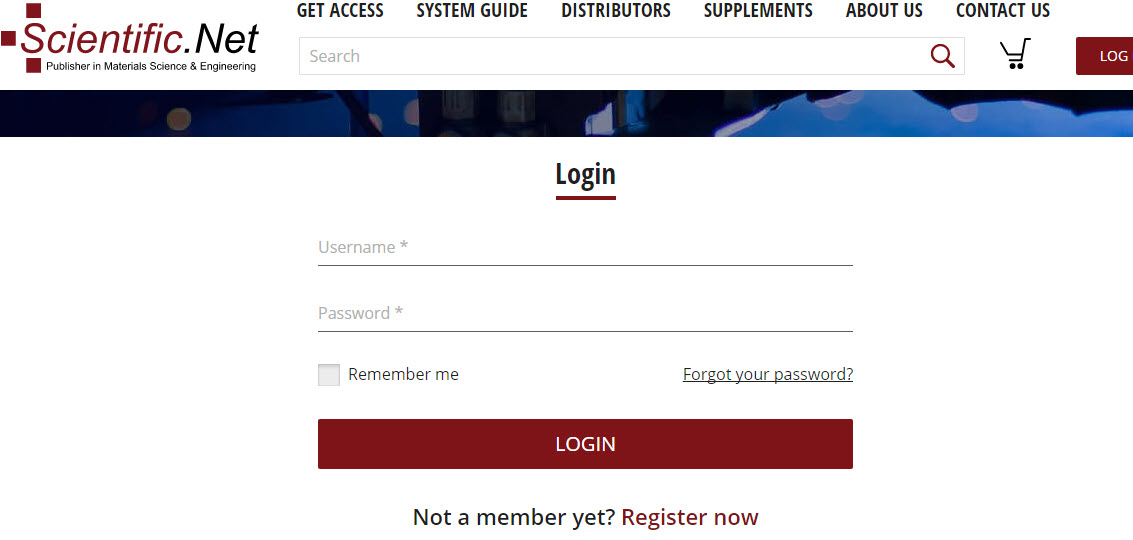 GET ACCESS SYSTEM GUIDE DISTRIBUTORS SUPPLEMENTS ABOUT US CONTACT US
Scientific.Net
Publisher in Materials Science & Engineering
Search
LOG
Login
Username *
Password *
Remember me Forgot your password?
LOGIN
Not a member yet? Register now